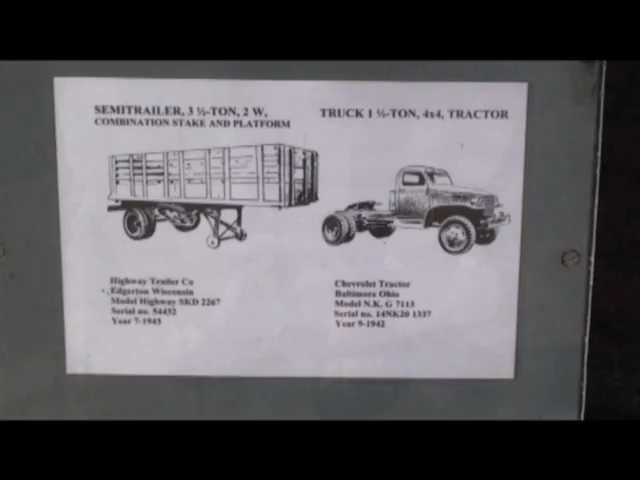 SEMITRAILER, 3 ½-TON, 2 W,
COMBINATION STAKE AND PLATFORM
TRUCK 1 ½-TON, 4x4, TRACTOR
Highway Trailer Co
Edgerton Wisconsin
Model Highway SKD 2267
Serial no. 54432
Year 7-1943
Chevrolet Tractor
Baltimore Ohio
Model N.K. G 7113
Serial no. 14NK20 1337
Year 9-1942